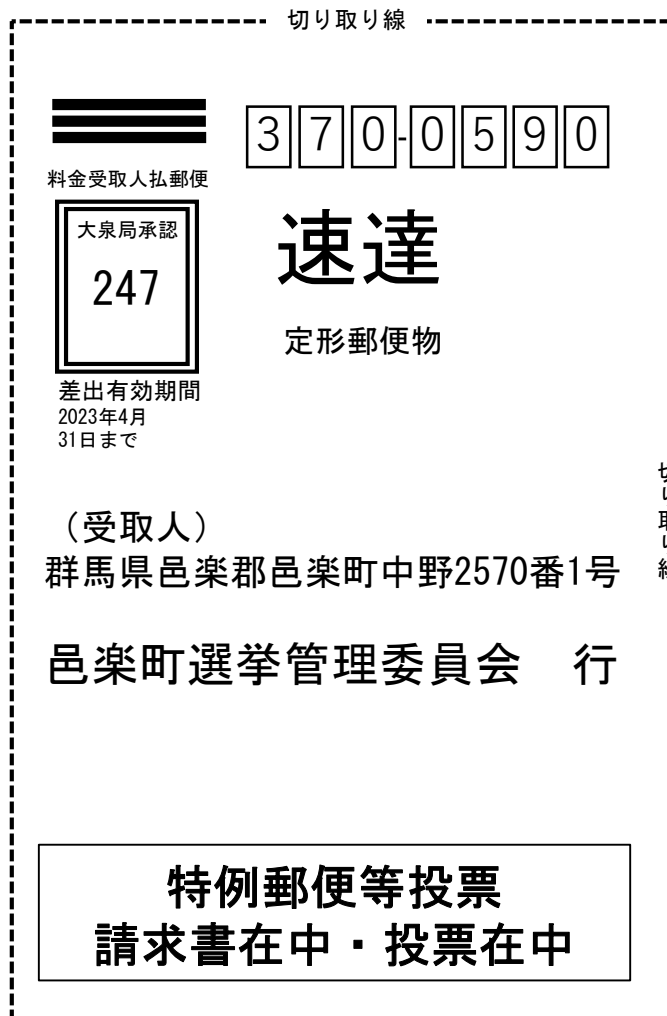 切り取り線
370-0590
料金受取人払郵便
大泉局承認
247
速達
定形郵便物
差出有効期間
2023年4月
31日まで
切り取り線
（受取人）
群馬県邑楽郡邑楽町中野2570番1号
邑楽町選挙管理委員会　行
特例郵便等投票
請求書在中・投票在中